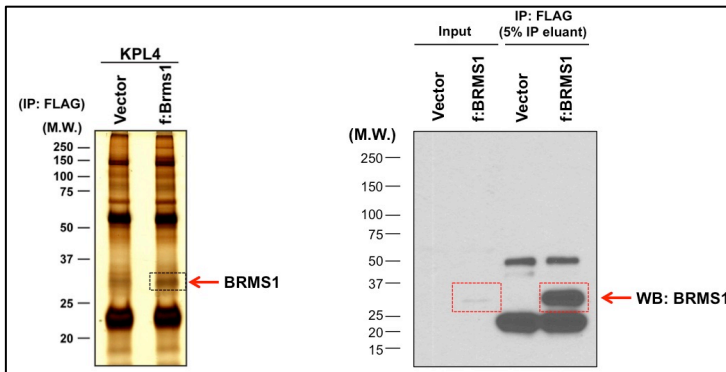 KPL4
(IP: FLAG)
Vector
f:Brms1
(M.W.)
250
150
100
75
50
37
25
20
BRMS1
IP: FLAG
Input
(5% IP eluant)
Vector
f:BRMS1
Vector
f:BRMS1
(M.W.)
250
150
100
75
50
37
25
20
15
WB: BRMS1